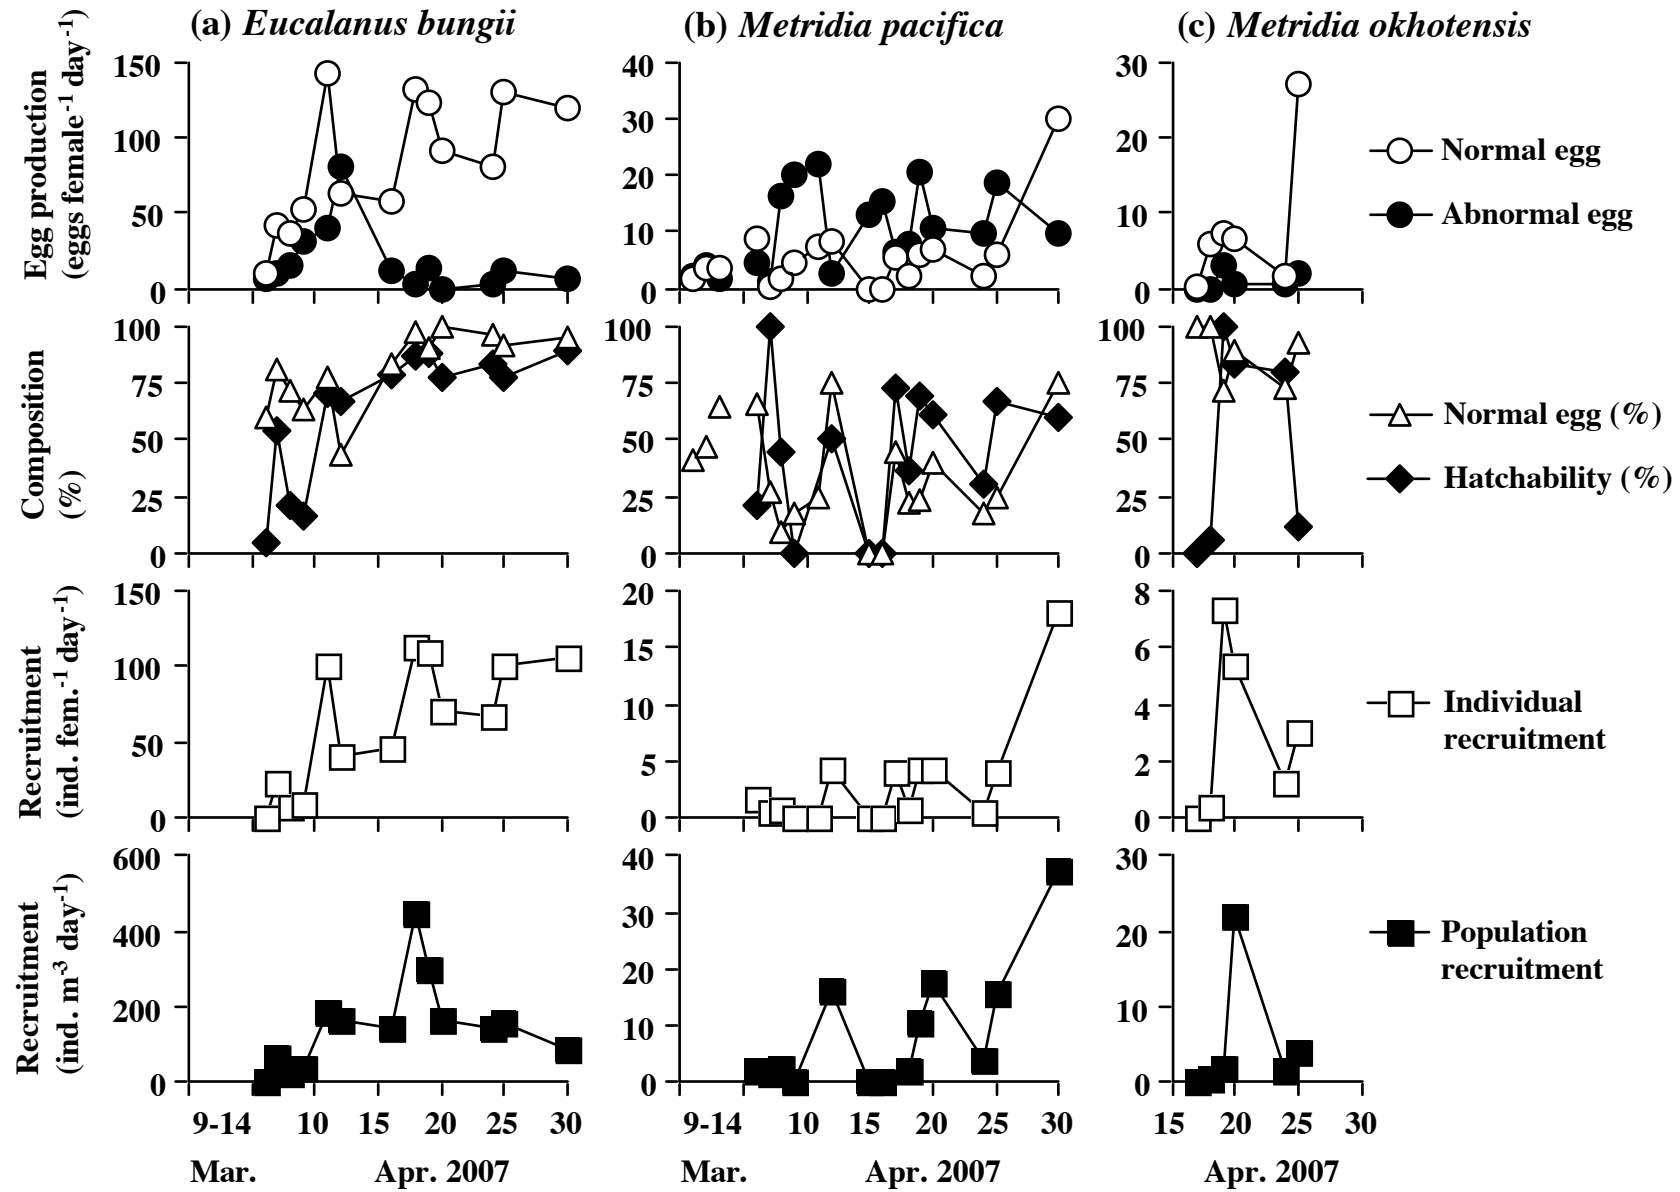 (a) Eucalanus bungii
(b) Metridia pacifica
(c) Metridia okhotensis
Egg production
(eggs female-1 day-1)
150
100
50
0
40
30
20
10
0
30
20
10
0
Normal egg
Abnormal egg
Composition
(%)
100
75
50
25
0
100
75
50
25
0
100
75
50
25
0
Normal egg (%)
Hatchability (%)
Recruitment
(ind. fem.-1 day-1)
150
100
50
0
20
15
10
5
0
8
6
4
2
0
Individual
recruitment
Recruitment
(ind. m-3 day-1)
600
400
200
0
40
30
20
10
0
30
20
10
0
Population
recruitment
9-14 10 15 20 25 30
9-14 10 15 20 25 30
15 20 25 30
Mar. Apr. 2007
Mar. Apr. 2007
Apr. 2007